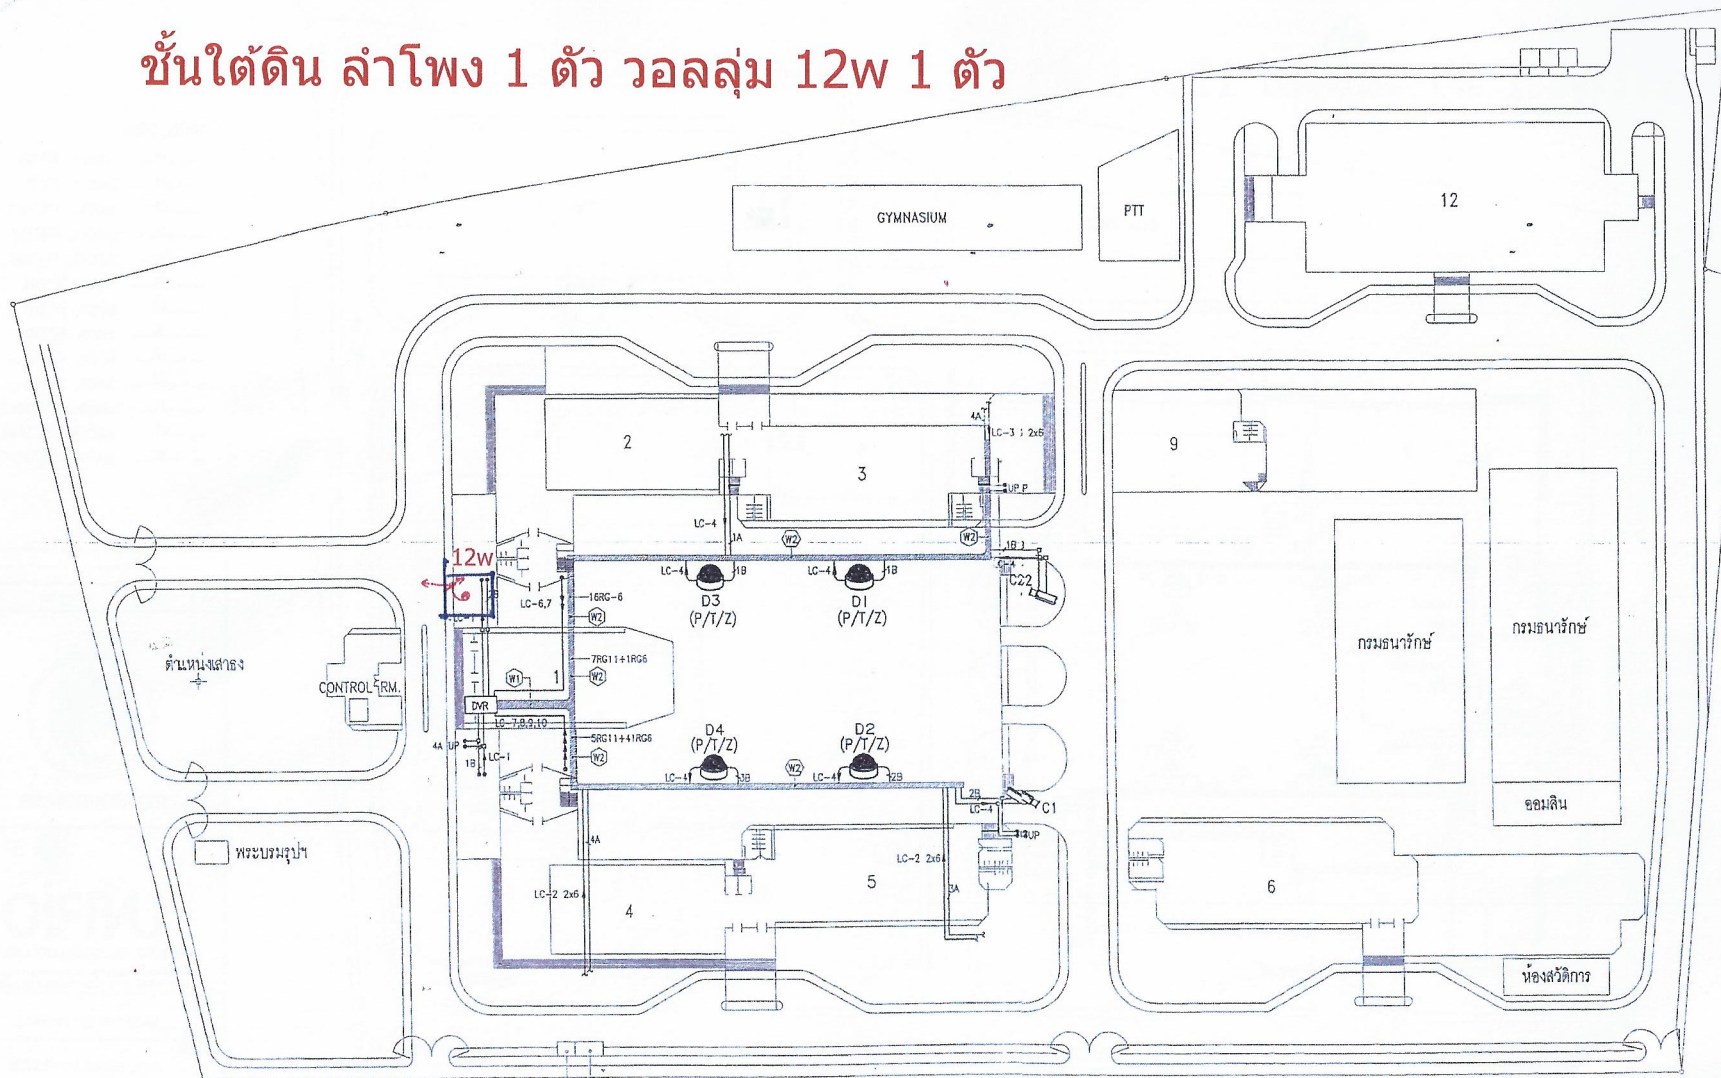 ชั้นใต้ดิน ลำโพง 1 ตัว วอลลุ่ม 12w 1 ตัว
GYMNASIUM
PTT
12
2
3
4A
LC-3 ; 2x6
UP P
9
LC-4
1A
W2
W2
1B
LC-4
12w
2B
LC-6,7
LC-4
1B
D3
(P/T/Z)
LC-4
1B
D1
(P/T/Z)
C22
16RG-6
W2
7RG11+1RG6
W2
1
W1
ตำแหน่งเสาธง
CONTROL RM.
DVR
LC-7,8,9,10
5RG11+41RG6
W2
4A UP
1B
LC-1
D4
(P/T/Z)
LC-4
3B
D2
(P/T/Z)
LC-4
2B
W2
2B
LC-4
C1
UP
กรมธนารักษ์
กรมธนารักษ์
ออมสิน
พระบรมรูปฯ
4A
LC-2 2x6
4
5
LC-2 2x6
3A
6
ห้องสวัสดิการ